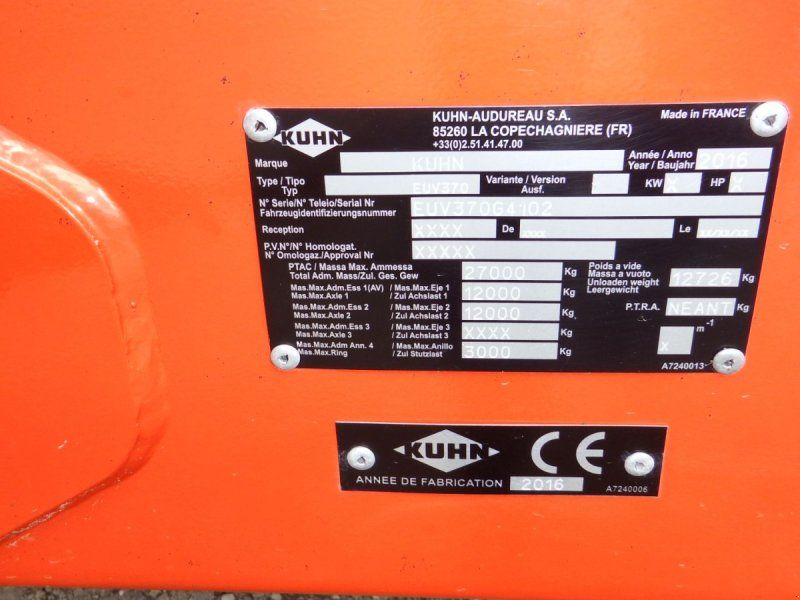 KUHN
KUHN-AUDUREAU S.A.
85260 LA COPECHAGNIERE (FR)
+33(0)2.51.41.47.00
Made in FRANCE
Marque KUHN
Année / Anno 2016
Year / Baujahr
Type / Tipo EUV370
Typ
Variante / Version
Ausf.
KW X HP X
N° Serie/N° Teleio/Serial Nr EUV370G4102
Fahrzeugidentifizierungsnummer
Reception XXXX De xxx Le xx/xx/xx
P.V.N°/N° Homologat. XXXXX
N° Omologaz./Approval Nr
PTAC / Massa Max. Ammessa 27000 Kg
Total Adm. Mass/Zul. Ges. Gew
Poids a vide
Massa a vuoto 12726 Kg
Unloaden weight
Leergewicht
Mas.Max.Adm.Ess 1(AV) / Mas.Max.Eje 1 12000 Kg
Mas.Max.Axle 1 / Zul Achslast 1
Mas.Max.Adm.Ess 2 / Mas.Max.Eje 2 12000 Kg
Mas.Max.Axle 2 / Zul Achslast 2
P.T.R.A. NEANT Kg
Mas.Max.Adm.Ess 3 / Mas.Max.Eje 3 XXXX Kg
Mas.Max.Axle 3 / Zul Achslast 3
X m-1
Mas.Max.Adm Ann. 4 / Mas.Max.Anillo 3000 Kg
Mas.Max.Ring / Zul Stutzlast
A7240013
KUHN CE
ANNEE DE FABRICATION 2016
A7240006